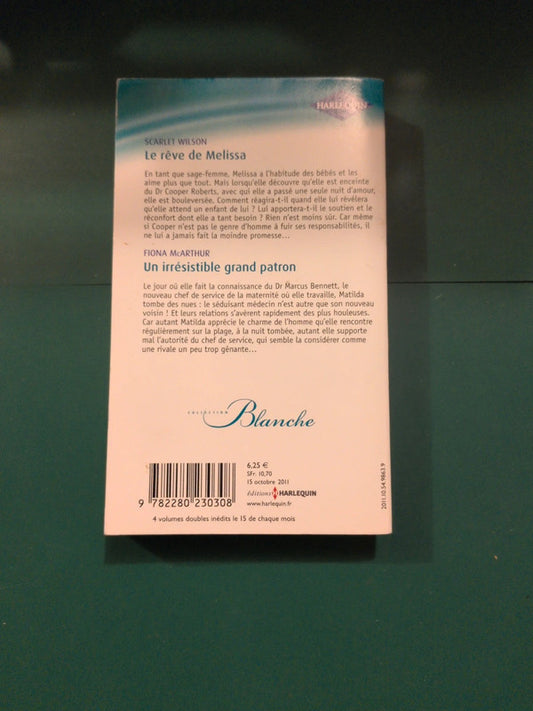 HARLEQUIN
SCARLET WILSON
Le rêve de Melissa
En tant que sage-femme, Melissa a l'habitude des bébés et les
aime plus que tout. Mais lorsqu'elle découvre qu'elle est enceinte
du Dr Cooper Roberts, avec qui elle a passé une seule nuit d'amour,
elle est bouleversée. Comment réagira-t-il quand elle lui révélera
qu'elle attend un enfant de lui ? Lui apportera-t-il le soutien et le
réconfort dont elle a tant besoin ? Rien n'est moins sûr. Car même
si Cooper n'est pas le genre d'homme à fuir ses responsabilités, il
ne lui a jamais fait la moindre promesse...
FIONA McARTHUR
Un irrésistible grand patron
Le jour où elle fait la connaissance du Dr Marcus Bennett, le
nouveau chef de service de la maternité où elle travaille, Matilda
tombe des nues : le séduisant médecin n'est autre que son nouveau
voisin ! Et leurs relations s'avèrent rapidement des plus houleuses.
Car autant Matilda apprécie le charme de l'homme qu'elle rencontre
régulièrement sur la plage, à la nuit tombée, autant elle supporte
mal l'autorité du chef de service, qui semble la considérer comme
une rivale un peu trop gênante...
COLLECTION Blanche
6,25 €
SFr. 10,70
15 octobre 2011
éditions HARLEQUIN
www.harlequin.fr
9 782280 230308
4 volumes doubles inédits le 15 de chaque mois
2011.10.54.9863.9